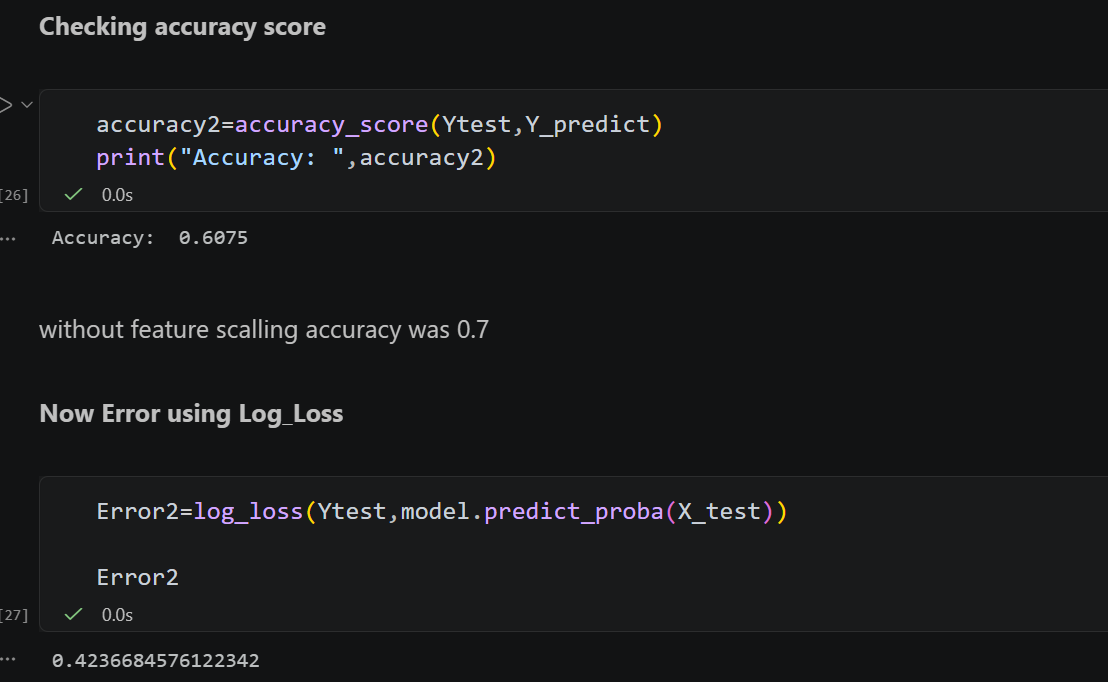 Checking accuracy score
accuracy2=accuracy_score(Ytest,Y_predict)
print("Accuracy: ",accuracy2)
[26]
0.0s
... Accuracy:  0.6075
without feature scalling accuracy was 0.7
Now Error using Log_Loss
Error2=log_loss(Ytest,model.predict_proba(X_test))
Error2
[27]
0.0s
... 0.4236684576122342